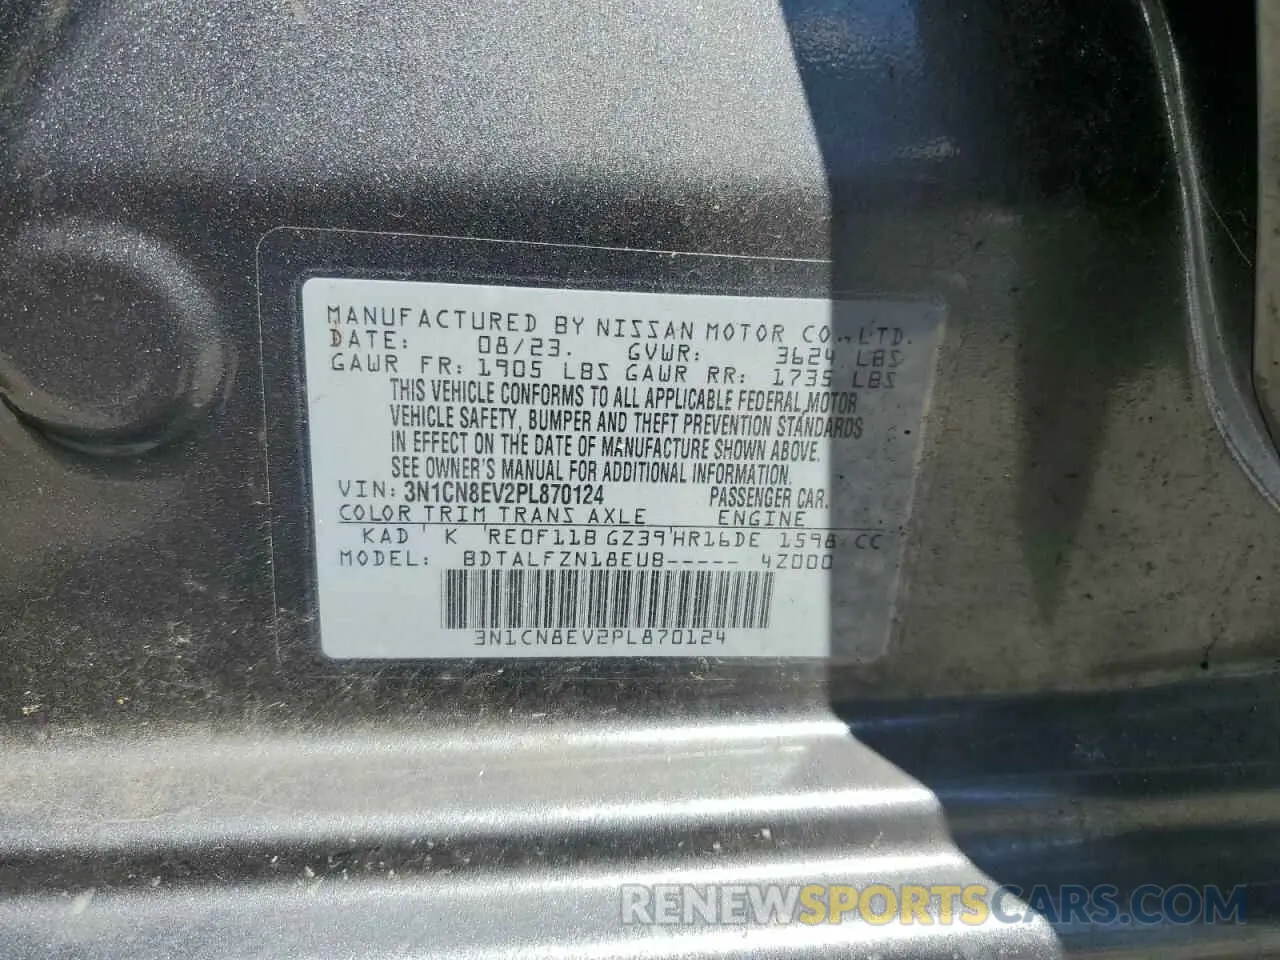 MANUFACTURED BY NISSAN MOTOR CO., LTD.
DATE: 08/23. GVWR: 3624 LBS
GAWR FR: 1905 LBS GAWR RR: 1735 LBS
THIS VEHICLE CONFORMS TO ALL APPLICABLE FEDERAL MOTOR
VEHICLE SAFETY, BUMPER AND THEFT PREVENTION STANDARDS
IN EFFECT ON THE DATE OF MANUFACTURE SHOWN ABOVE.
SEE OWNER'S MANUAL FOR ADDITIONAL INFORMATION.
VIN: 3N1CN8EV2PL870124 PASSENGER CAR.
COLOR TRIM TRANS AXLE ENGINE
KAD ' K 'RE0F11B GZ39'HR16DE 1598 CC
MODEL: BDTALFZN18EUB----- 4Z000
3N1CN8EV2PL870124
RENEWSPORTSCARS.COM